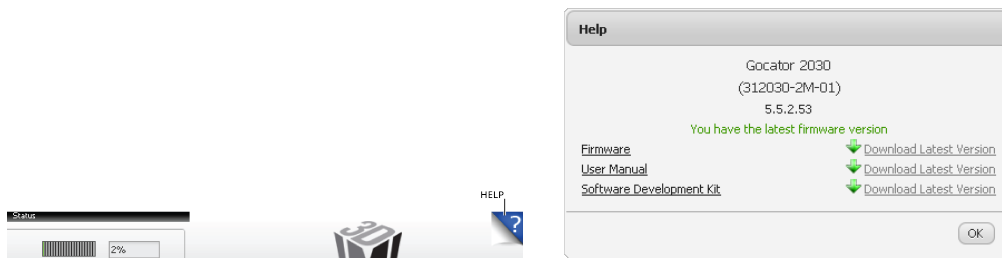 HELP
Status
?
2%
3D
Help
Gocator 2030
(312030-2M-01)
5.5.2.53
You have the latest firmware version
Firmware Download Latest Version
User Manual Download Latest Version
Software Development Kit Download Latest Version
OK